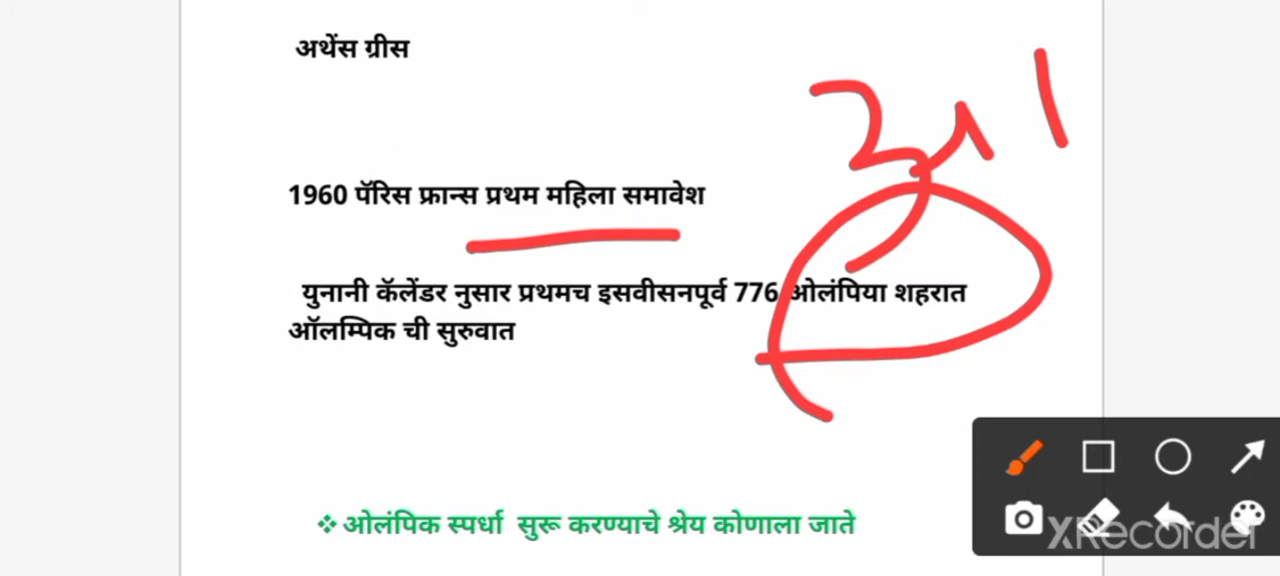 अथेंस ग्रीस
1960 पॅरिस फ्रान्स प्रथम महिला समावेश
युनानी कॅलेंडर नुसार प्रथमच इसवीसनपूर्व 776 ओलंपिया शहरात
ऑलम्पिक ची सुरुवात
❖ ओलंपिक स्पर्धा सुरू करण्याचे श्रेय कोणाला जाते
XRecorder